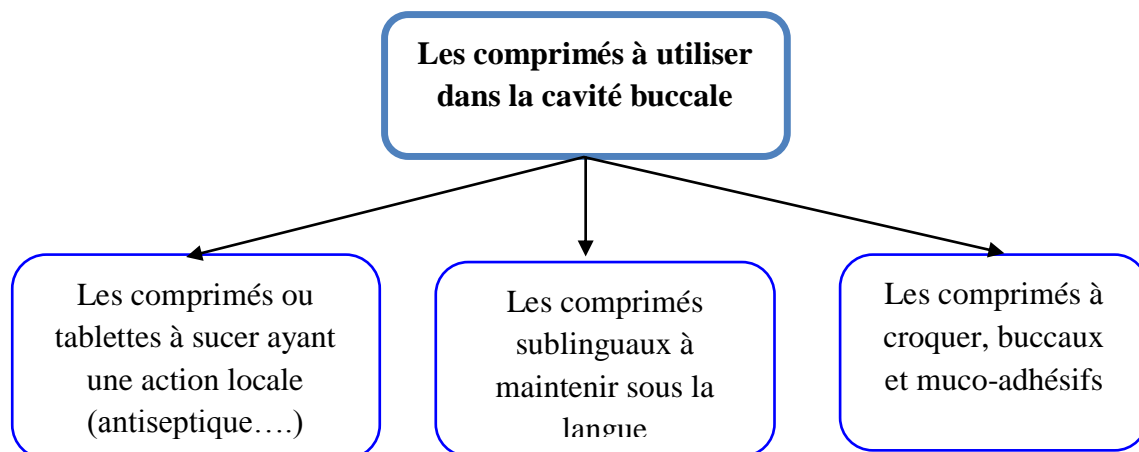 Les comprimés à utiliser
dans la cavité buccale
Les comprimés ou
tablettes à sucer ayant
une action locale
(antiseptique….)
Les comprimés
sublinguaux à
maintenir sous la
langue
Les comprimés à
croquer, buccaux
et muco-adhésifs